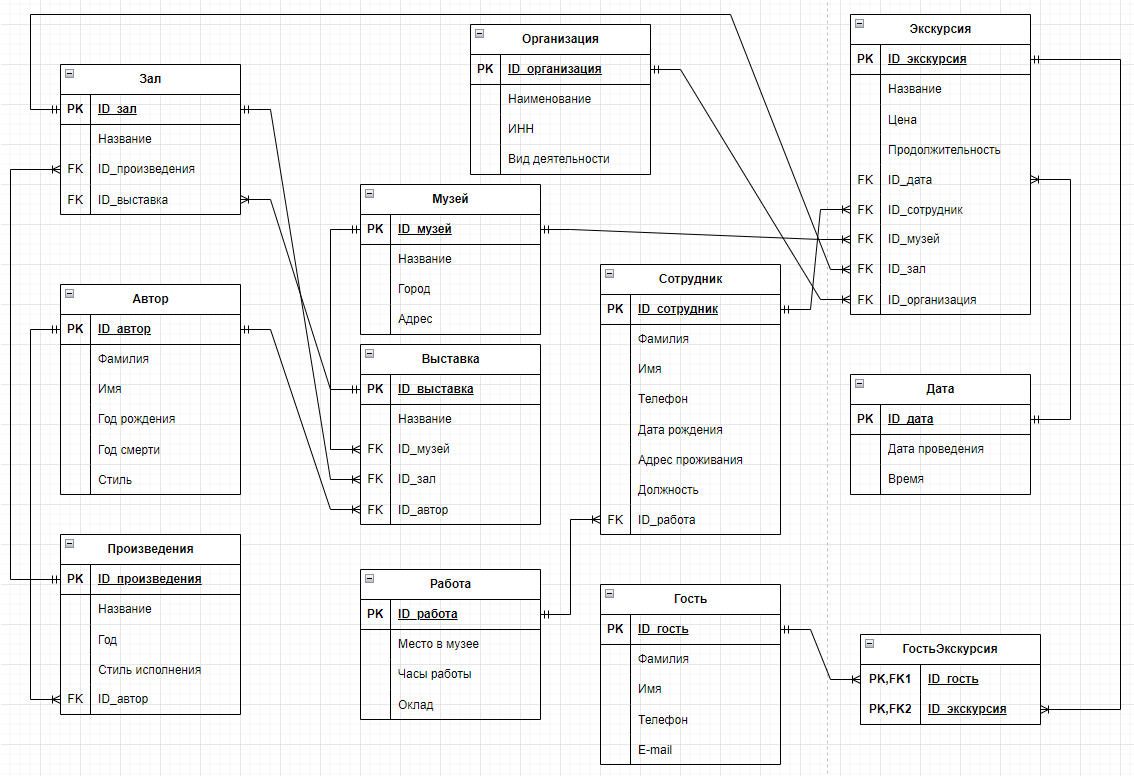 Зал
PK ID_зал
Название
FK ID_произведения
FK ID_выставка
Автор
PK ID_автор
Фамилия
Имя
Год рождения
Год смерти
Стиль
Произведения
PK ID_произведения
Название
Год
Стиль исполнения
FK ID_автор
Организация
PK ID_организация
Наименование
ИНН
Вид деятельности
Музей
PK ID_музей
Название
Город
Адрес
Выставка
PK ID_выставка
Название
FK ID_музей
FK ID_зал
FK ID_автор
Работа
PK ID_работа
Место в музее
Часы работы
Оклад
Сотрудник
PK ID_сотрудник
Фамилия
Имя
Телефон
Дата рождения
Адрес проживания
Должность
FK ID_работа
Гость
PK ID_гость
Фамилия
Имя
Телефон
E-mail
Экскурсия
PK ID_экскурсия
Название
Цена
Продолжительность
FK ID_дата
FK ID_сотрудник
FK ID_музей
FK ID_зал
FK ID_организация
Дата
PK ID_дата
Дата проведения
Время
ГостьЭкскурсия
PK,FK1 ID_гость
PK,FK2 ID_экскурсия